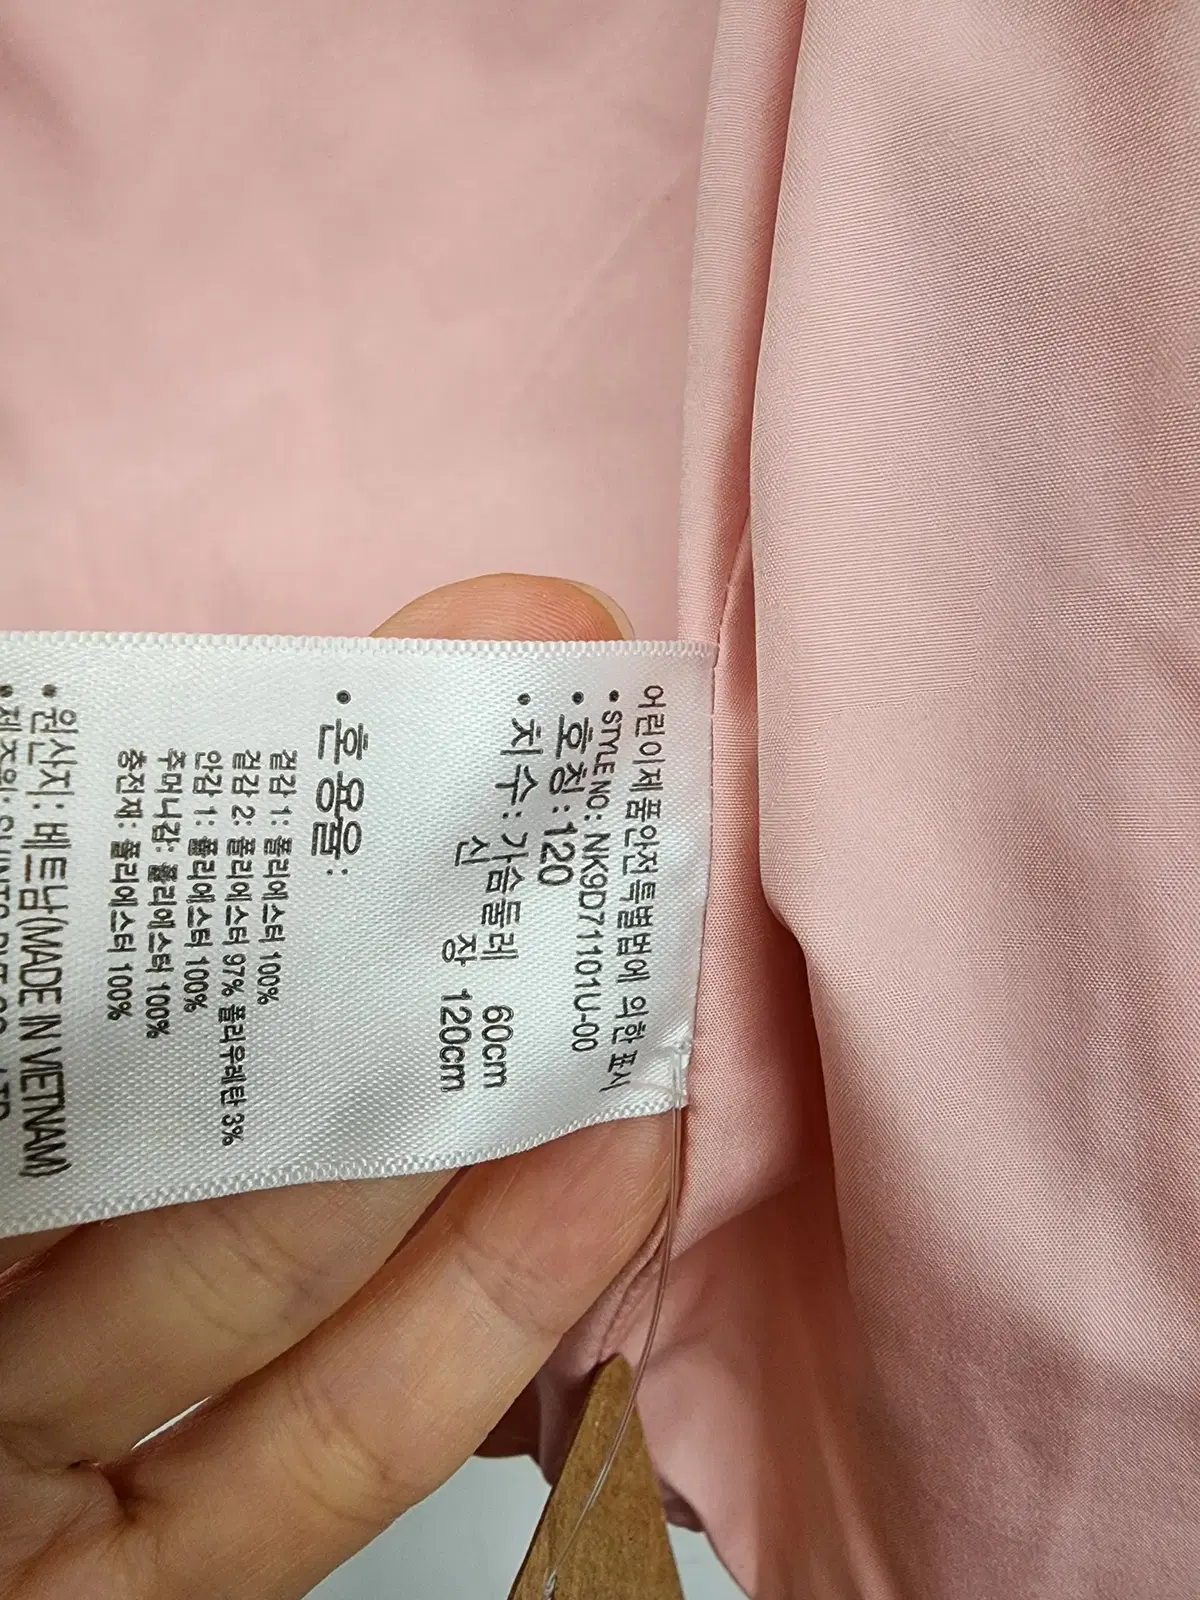 어린이제품안전특별법에 의한 표시
• STYLE NO : NK9D71101U-00
• 호칭 : 120
• 치수 : 가슴둘레 60cm
신 장 120cm
• 혼용율 :
겉감 1: 폴리에스터 100%
겉감 2: 폴리에스터 97% 폴리우레탄 3%
안감 1: 폴리에스터 100%
주머니감: 폴리에스터 100%
충전재: 폴리에스터 100%
• 원산지 : 베트남(MADE IN VIETNAM)